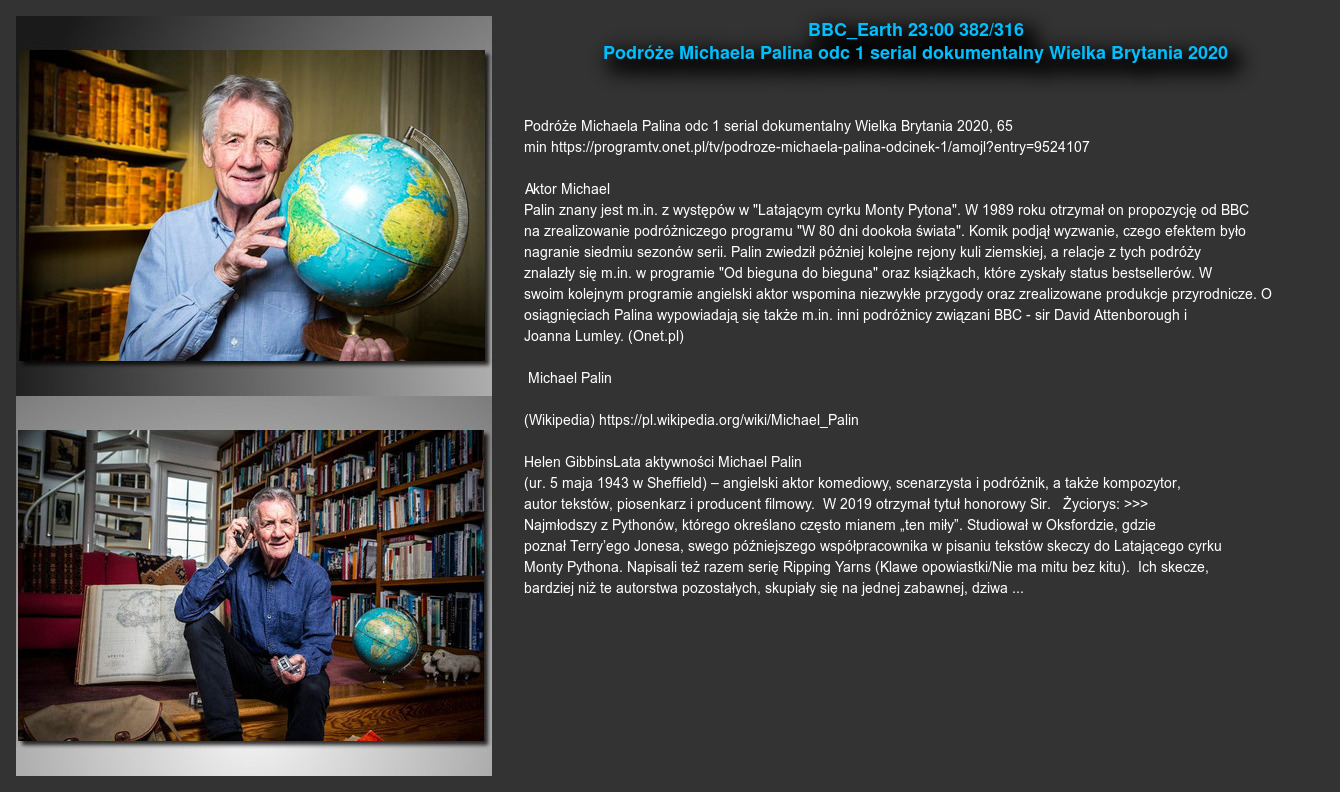 BBC_Earth 23:00 382/316
Podróże Michaela Palina odc 1 serial dokumentalny Wielka Brytania 2020
Podróże Michaela Palina odc 1 serial dokumentalny Wielka Brytania 2020, 65
min https://programtv.onet.pl/tv/podroze-michaela-palina-odcinek-1/amojl?entry=9524107
Aktor Michael
Palin znany jest m.in. z występów w "Latającym cyrku Monty Pytona". W 1989 roku otrzymał on propozycję od BBC
na zrealizowanie podróżniczego programu "W 80 dni dookoła świata". Komik podjął wyzwanie, czego efektem było
nagranie siedmiu sezonów serii. Palin zwiedził później kolejne rejony kuli ziemskiej, a relacje z tych podróży
znalazły się m.in. w programie "Od bieguna do bieguna" oraz książkach, które zyskały status bestsellerów. W
swoim kolejnym programie angielski aktor wspomina niezwykłe przygody oraz zrealizowane produkcje przyrodnicze. O
osiągnięciach Palina wypowiadają się także m.in. inni podróżnicy związani BBC - sir David Attenborough i
Joanna Lumley. (Onet.pl)
Michael Palin
(Wikipedia) https://pl.wikipedia.org/wiki/Michael_Palin
Helen GibbinsLata aktywności Michael Palin
(ur. 5 maja 1943 w Sheffield) – angielski aktor komediowy, scenarzysta i podróżnik, a także kompozytor,
autor tekstów, piosenkarz i producent filmowy.  W 2019 otrzymał tytuł honorowy Sir.   Życiorys: >>>
Najmłodszy z Pythonów, którego określano często mianem „ten miły”. Studiował w Oksfordzie, gdzie
poznał Terry’ego Jonesa, swego późniejszego współpracownika w pisaniu tekstów skeczy do Latającego cyrku
Monty Pythona. Napisali też razem serię Ripping Yarns (Klawe opowiastki/Nie ma mitu bez kitu).  Ich skecze,
bardziej niż te autorstwa pozostałych, skupiały się na jednej zabawnej, dziwa ...